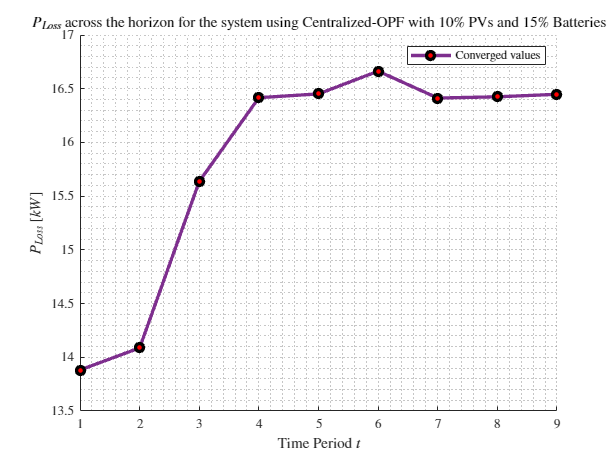 P_Loss across the horizon for the system using Centralized-OPF with 10% PVs and 15% Batteries
Converged values
17
16.5
16
15.5
15
14.5
14
13.5
P_Loss [kW]
1 2 3 4 5 6 7 8 9
Time Period t